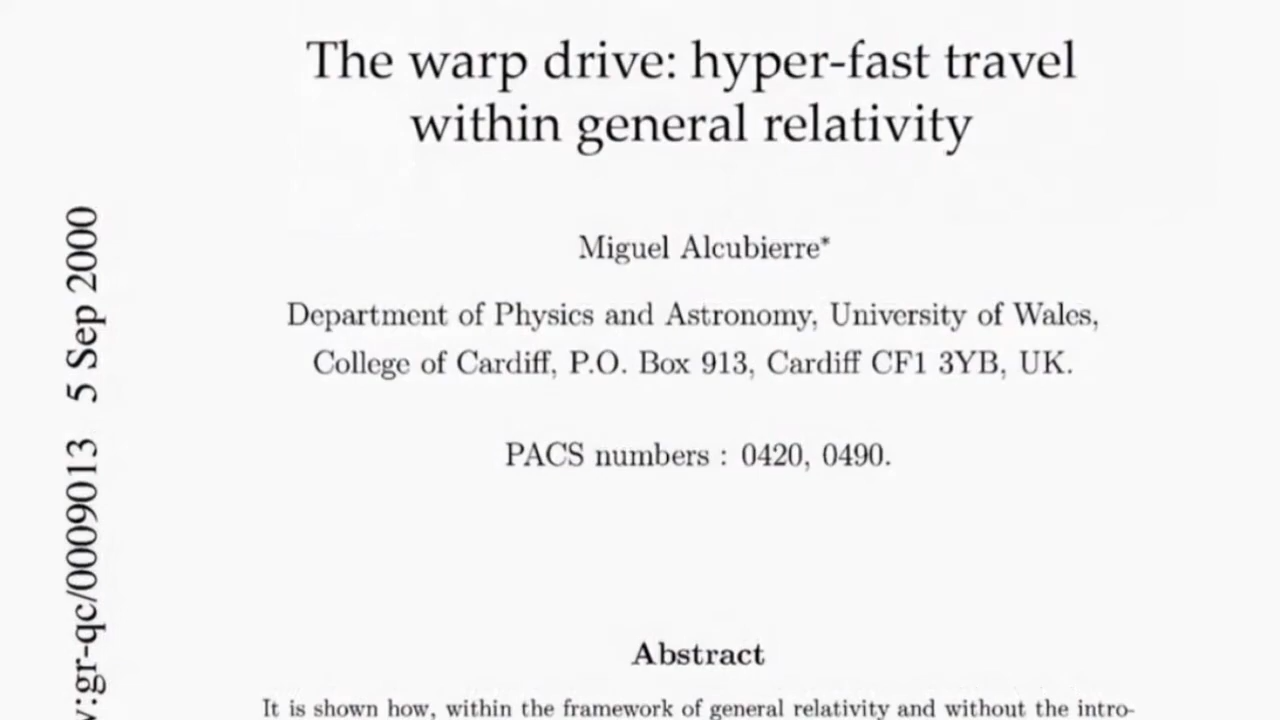 The warp drive: hyper-fast travel
within general relativity
Miguel Alcubierre*
Department of Physics and Astronomy, University of Wales,
College of Cardiff, P.O. Box 913, Cardiff CF1 3YB, UK.
PACS numbers : 0420, 0490.
Abstract
It is shown how, within the framework of general relativity and without the intro-
v:gr-qc/0009013 5 Sep 2000